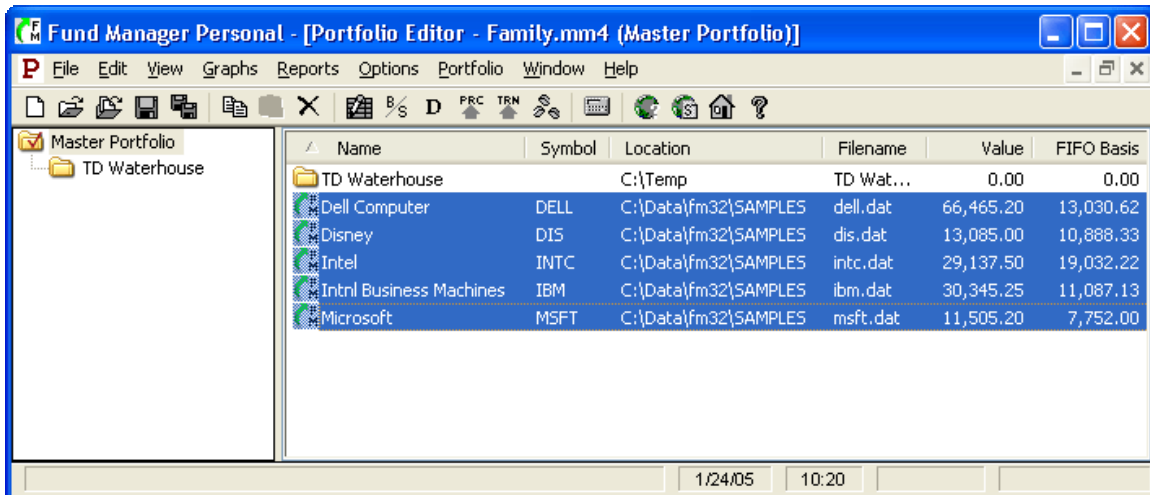 Fund Manager Personal - [Portfolio Editor - Family.mm4 (Master Portfolio)]
File Edit View Graphs Reports Options Portfolio Window Help
B/S D PRC TRN
Master Portfolio
TD Waterhouse
Name Symbol Location Filename Value FIFO Basis
TD Waterhouse C:\Temp TD Wat... 0.00 0.00
Dell Computer DELL C:\Data\fm32\SAMPLES dell.dat 66,465.20 13,030.62
Disney DIS C:\Data\fm32\SAMPLES dis.dat 13,085.00 10,888.33
Intel INTC C:\Data\fm32\SAMPLES intc.dat 29,137.50 19,032.22
Intnl Business Machines IBM C:\Data\fm32\SAMPLES ibm.dat 30,345.25 11,087.13
Microsoft MSFT C:\Data\fm32\SAMPLES msft.dat 11,505.20 7,752.00
1/24/05 10:20